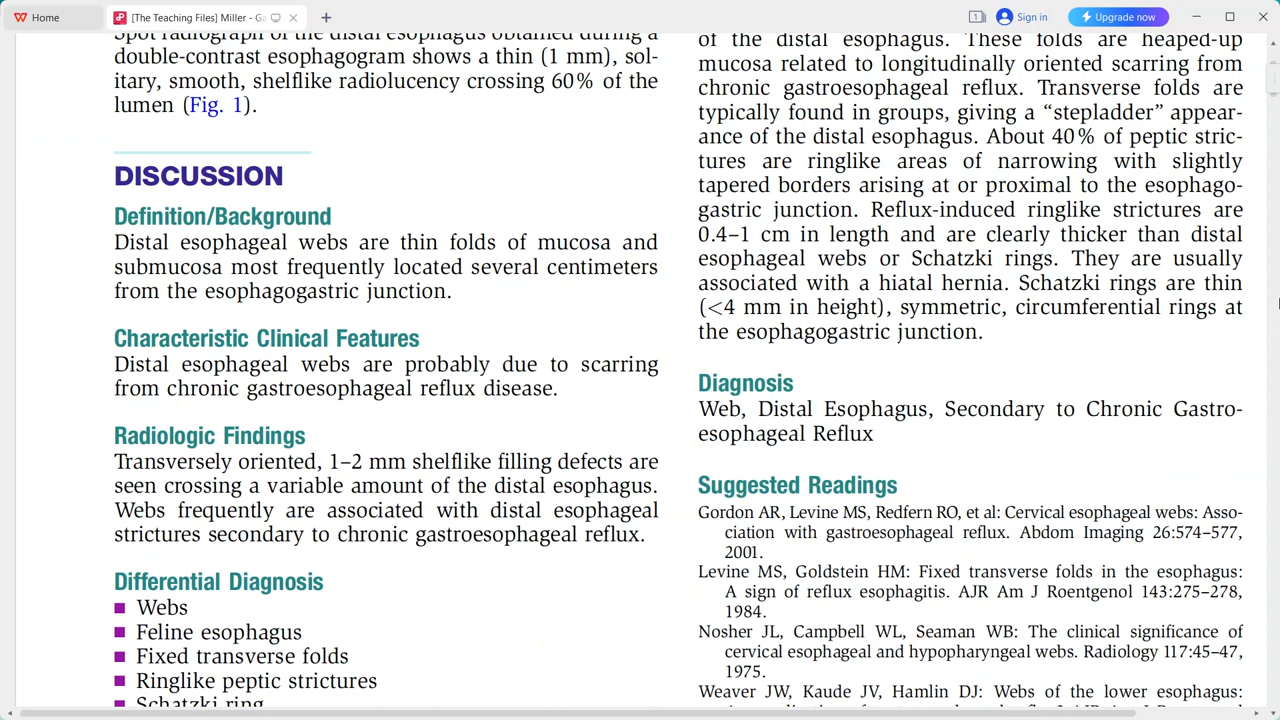 Home
[The Teaching Files] Miller - Ga
1
Sign in
Upgrade now
Spot radiograph of the distal esophagus obtained during a
double-contrast esophagogram shows a thin (1 mm), sol-
itary, smooth, shelflike radiolucency crossing 60% of the
lumen (Fig. 1).
DISCUSSION
Definition/Background
Distal esophageal webs are thin folds of mucosa and
submucosa most frequently located several centimeters
from the esophagogastric junction.
Characteristic Clinical Features
Distal esophageal webs are probably due to scarring
from chronic gastroesophageal reflux disease.
Radiologic Findings
Transversely oriented, 1–2 mm shelflike filling defects are
seen crossing a variable amount of the distal esophagus.
Webs frequently are associated with distal esophageal
strictures secondary to chronic gastroesophageal reflux.
Differential Diagnosis
■ Webs
■ Feline esophagus
■ Fixed transverse folds
■ Ringlike peptic strictures
■ Schatzki ring
of the distal esophagus. These folds are heaped-up
mucosa related to longitudinally oriented scarring from
chronic gastroesophageal reflux. Transverse folds are
typically found in groups, giving a “stepladder” appear-
ance of the distal esophagus. About 40% of peptic stric-
tures are ringlike areas of narrowing with slightly
tapered borders arising at or proximal to the esophago-
gastric junction. Reflux-induced ringlike strictures are
0.4–1 cm in length and are clearly thicker than distal
esophageal webs or Schatzki rings. They are usually
associated with a hiatal hernia. Schatzki rings are thin
(<4 mm in height), symmetric, circumferential rings at
the esophagogastric junction.
Diagnosis
Web, Distal Esophagus, Secondary to Chronic Gastro-
esophageal Reflux
Suggested Readings
Gordon AR, Levine MS, Redfern RO, et al: Cervical esophageal webs: Asso-
ciation with gastroesophageal reflux. Abdom Imaging 26:574–577,
2001.
Levine MS, Goldstein HM: Fixed transverse folds in the esophagus:
A sign of reflux esophagitis. AJR Am J Roentgenol 143:275–278,
1984.
Nosher JL, Campbell WL, Seaman WB: The clinical significance of
cervical esophageal and hypopharyngeal webs. Radiology 117:45–47,
1975.
Weaver JW, Kaude JV, Hamlin DJ: Webs of the lower esophagus: